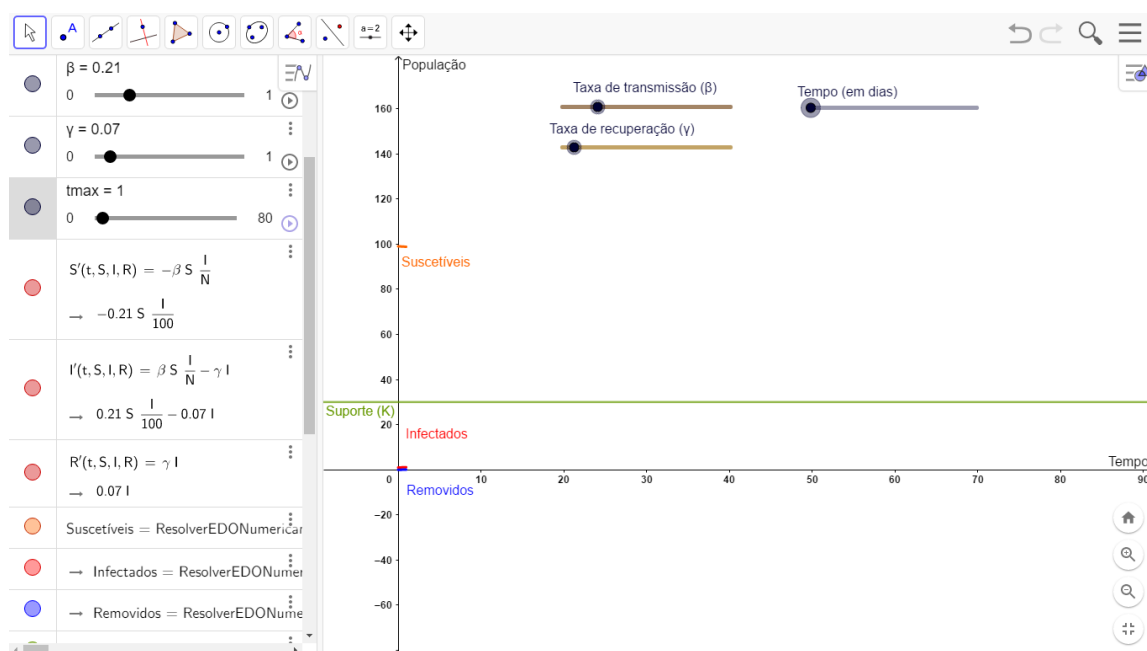 A
a=2
β = 0.21
0 1
γ = 0.07
0 1
tmax = 1
0 80
S′(t, S, I, R) = −β S I/N
→ −0.21 S I/100
I′(t, S, I, R) = β S I/N − γ I
→ 0.21 S I/100 − 0.07 I
R′(t, S, I, R) = γ I
→ 0.07 I
Suscetíveis = ResolverEDONumerica
→ Infectados = ResolverEDONumer
→ Removidos = ResolverEDONume
População
Taxa de transmissão (β)
Tempo (em dias)
Taxa de recuperação (γ)
160
140
120
100
Suscetíveis
80
60
40
Suporte (K)
20
Infectados
Tempo
0 10 20 30 40 50 60 70 80 90
Removidos
−20
−40
−60